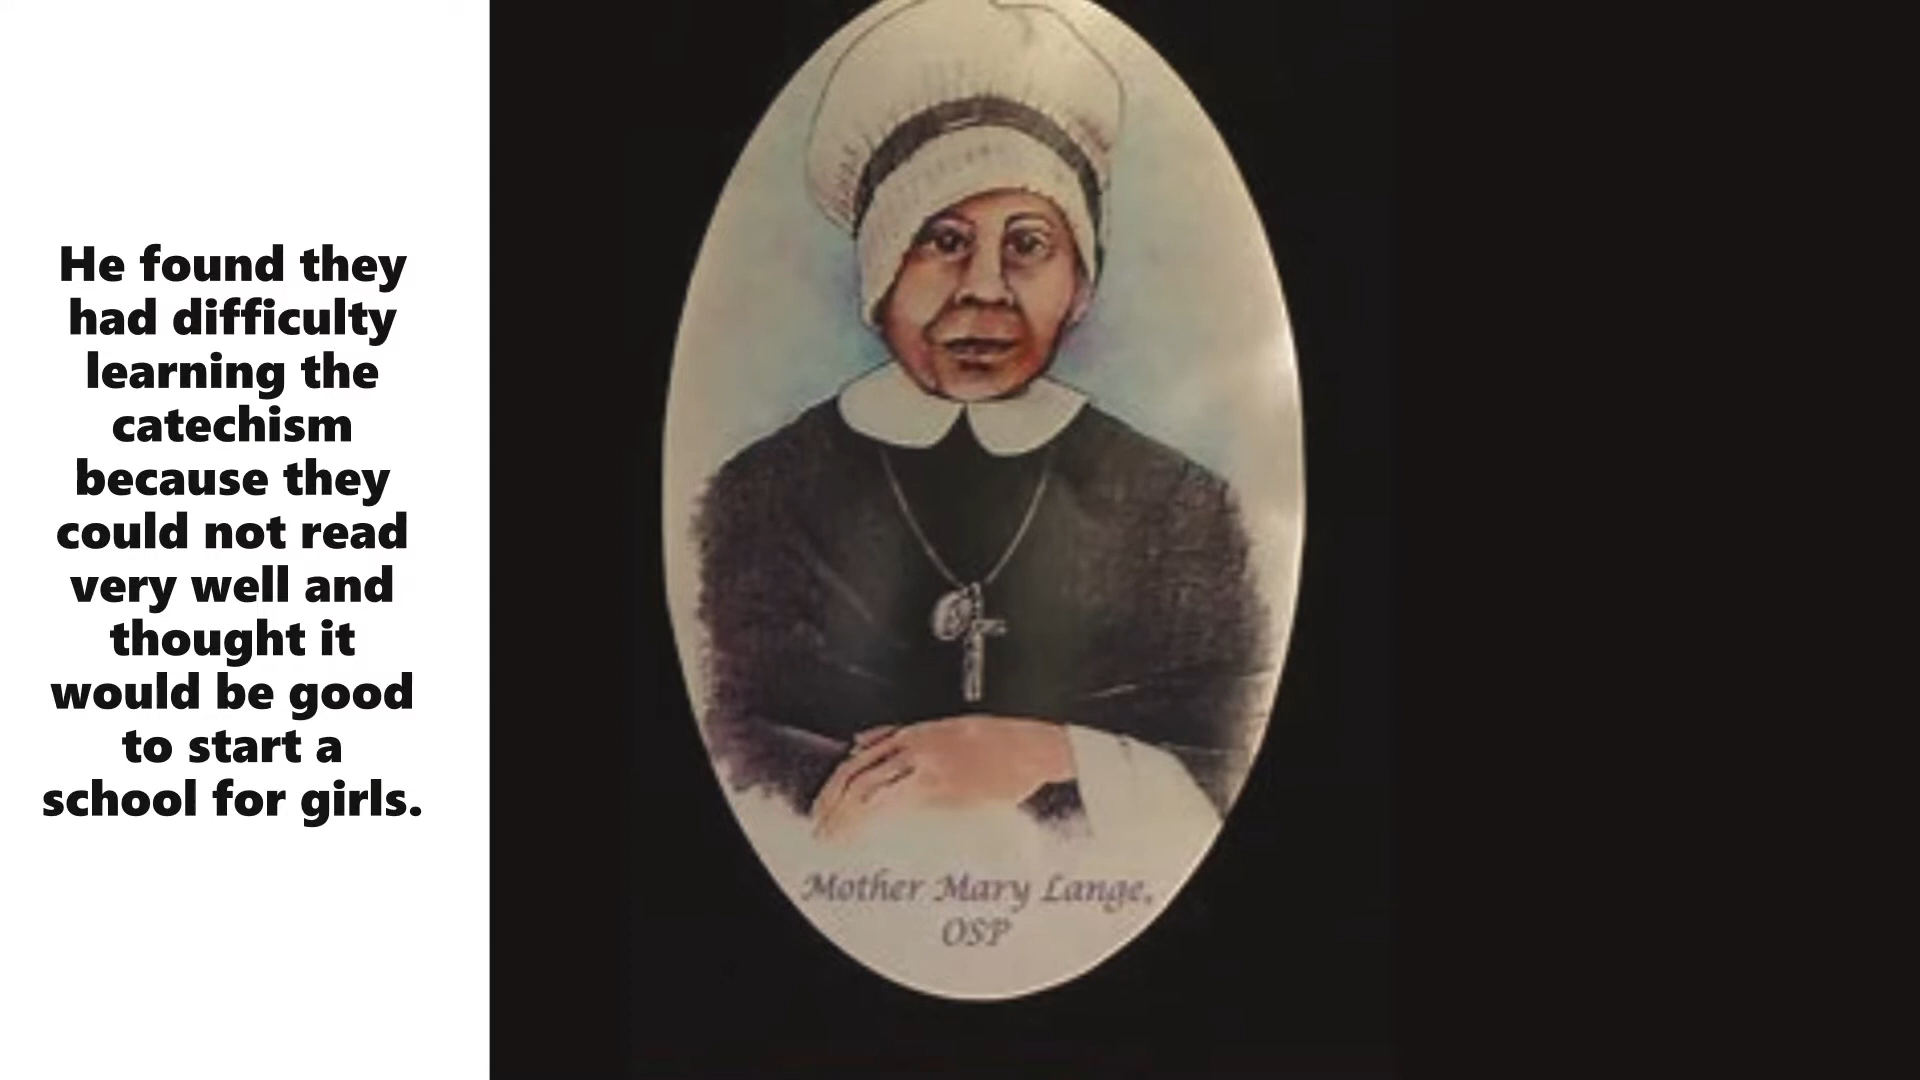 He found they
had difficulty
learning the
catechism
because they
could not read
very well and
thought it
would be good
to start a
school for girls.
Mother Mary Lange,
OSP